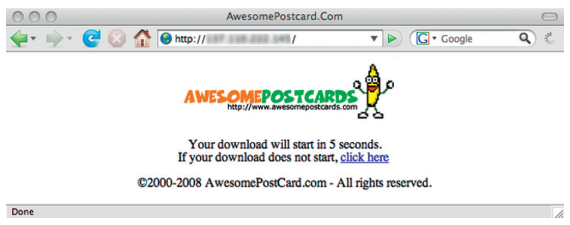 AwesomePostcard.Com
http:// /
Google
AWESOMEPOSTCARDS
http://www.awesomepostcards.com
Your download will start in 5 seconds.
If your download does not start, click here
©2000-2008 AwesomePostCard.com - All rights reserved.
Done